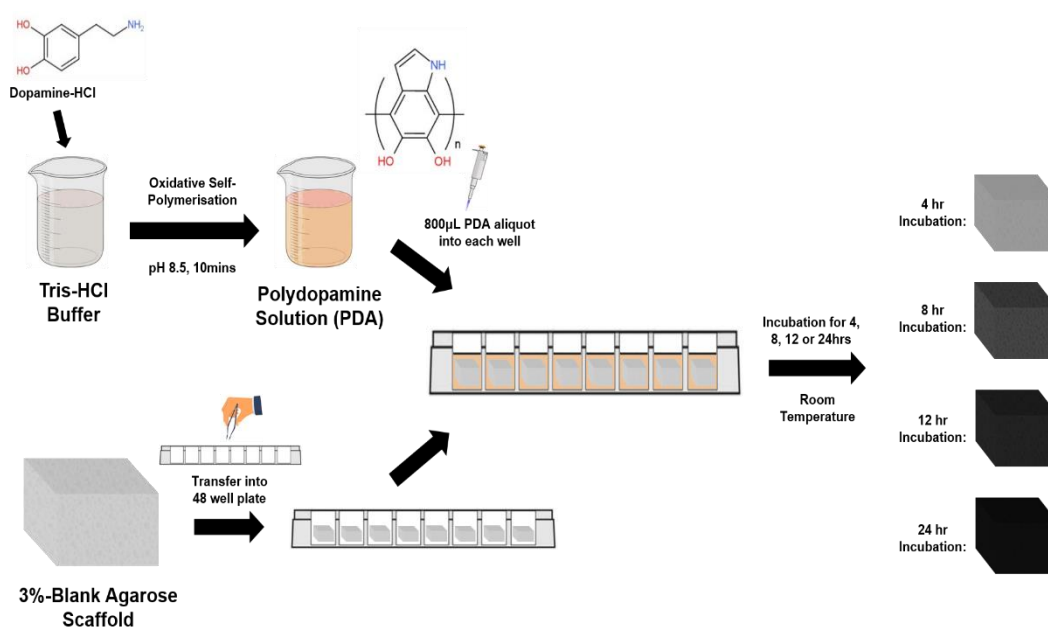 HO
HO
NH₂
Dopamine-HCl
Oxidative Self-
Polymerisation
pH 8.5, 10mins
Tris-HCl
Buffer
NH
n
HO
OH
800µL PDA aliquot
into each well
Polydopamine
Solution (PDA)
Transfer into
48 well plate
3%-Blank Agarose
Scaffold
Incubation for 4,
8, 12 or 24hrs
Room
Temperature
4 hr
Incubation:
8 hr
Incubation:
12 hr
Incubation:
24 hr
Incubation: